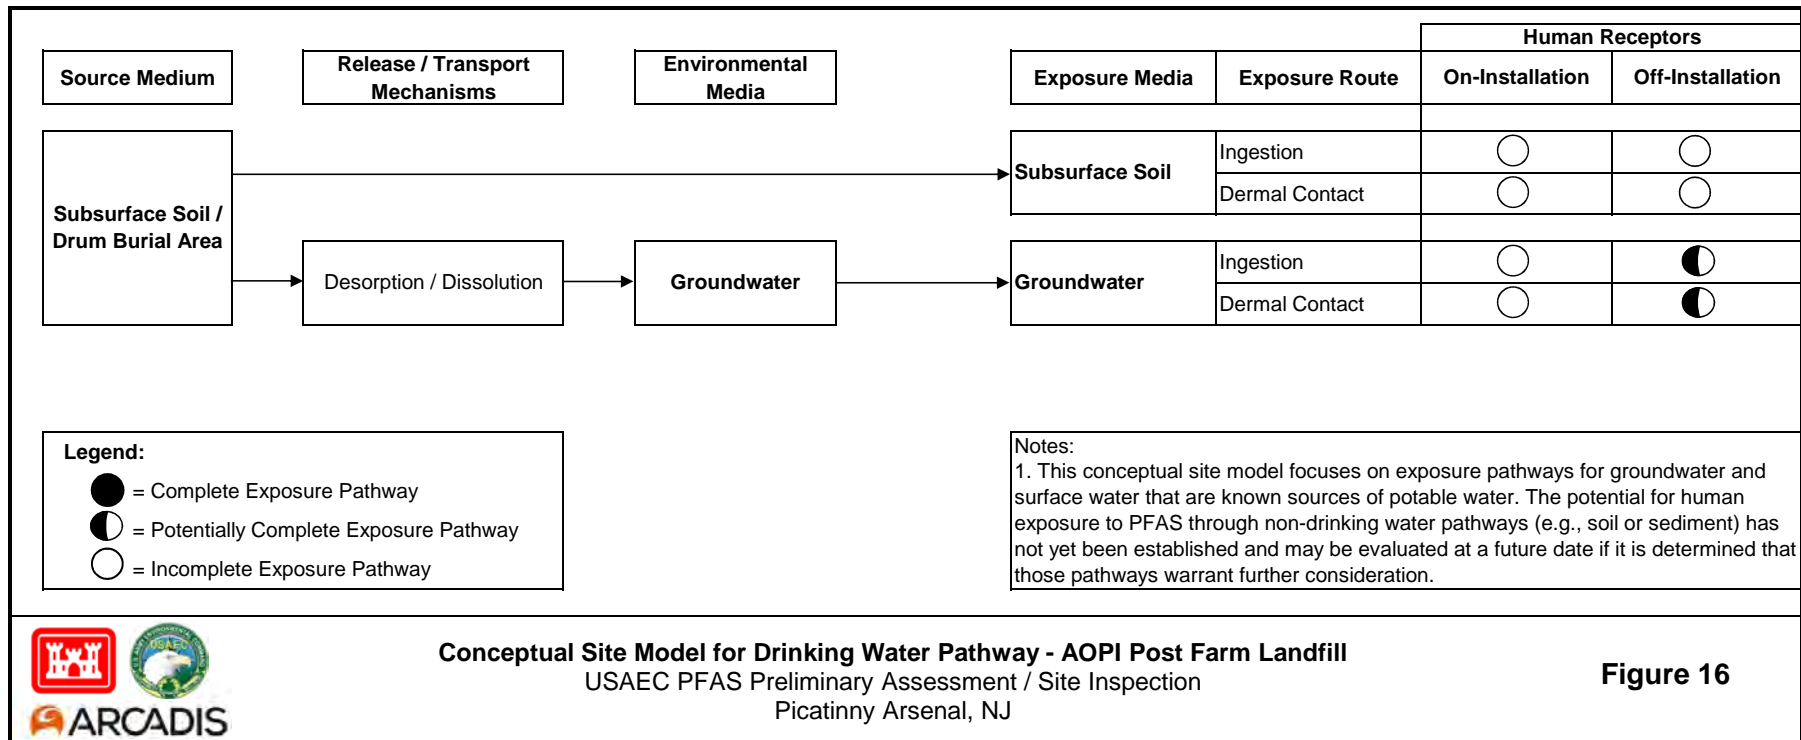 Human Receptors
Source Medium
Release / Transport
Mechanisms
Environmental
Media
Exposure Media
Exposure Route
On-Installation
Off-Installation
Subsurface Soil /
Drum Burial Area
Subsurface Soil
Ingestion
Dermal Contact
Desorption / Dissolution
Groundwater
Groundwater
Ingestion
Dermal Contact
Legend:
= Complete Exposure Pathway
= Potentially Complete Exposure Pathway
= Incomplete Exposure Pathway
Notes:
1. This conceptual site model focuses on exposure pathways for groundwater and
surface water that are known sources of potable water. The potential for human
exposure to PFAS through non-drinking water pathways (e.g., soil or sediment) has
not yet been established and may be evaluated at a future date if it is determined that
those pathways warrant further consideration.
USAEC
ARCADIS
Conceptual Site Model for Drinking Water Pathway - AOPI Post Farm Landfill
USAEC PFAS Preliminary Assessment / Site Inspection
Picatinny Arsenal, NJ
Figure 16